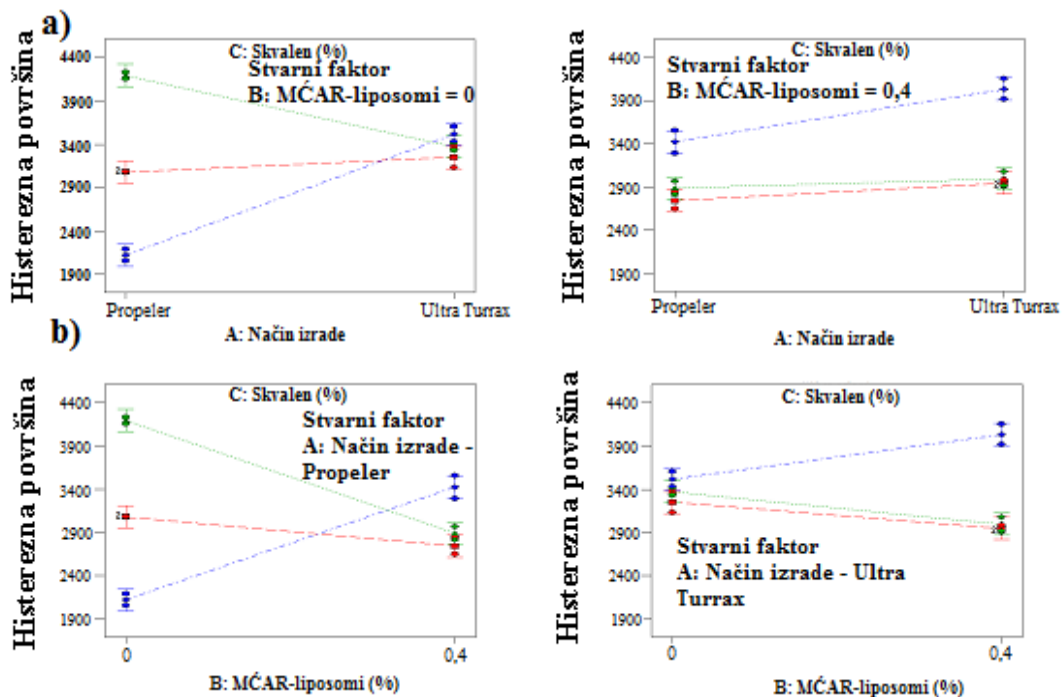 a)
C: Skvalen (%)
Stvarni faktor
B: MĆAR-liposomi = 0
Histerezna površina
4400
3900
3400
2900
2400
1900
2
Propeler
Ultra Turrax
A: Način izrade
C: Skvalen (%)
Stvarni faktor
B: MĆAR-liposomi = 0,4
Histerezna površina
4400
3900
3400
2900
2400
1900
2
Propeler
Ultra Turrax
A: Način izrade
b)
C: Skvalen (%)
Stvarni faktor
A: Način izrade -
Propeler
Histerezna površina
4400
3900
3400
2900
2400
1900
2
0
0,4
B: MĆAR-liposomi (%)
C: Skvalen (%)
Stvarni faktor
A: Način izrade - Ultra
Turrax
Histerezna površina
4400
3900
3400
2900
2400
1900
2
0
0,4
B: MĆAR-liposomi (%)